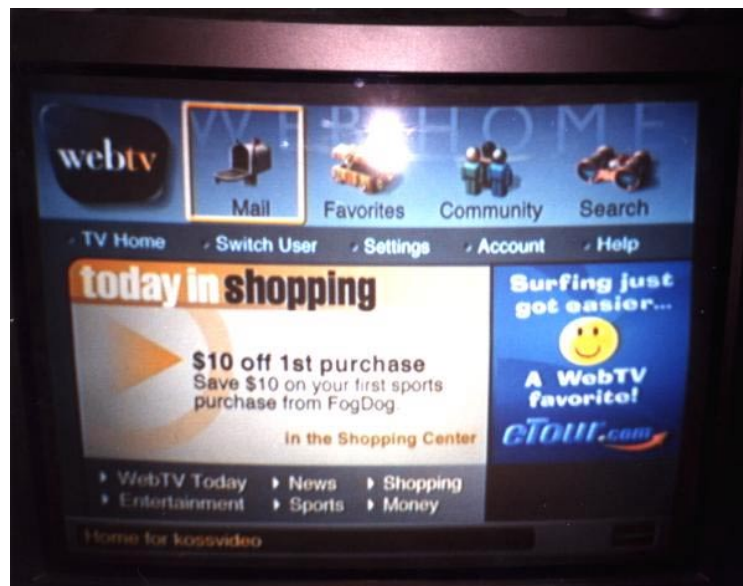 WEB HOME
webtv
Mail
Favorites
Community
Search
TV Home
Switch User
Settings
Account
Help
today in shopping
$10 off 1st purchase
Save $10 on your first sports
purchase from FogDog.
In the Shopping Center
Surfing just
got easier...
A WebTV
favorite!
eTour.com
WebTV Today
News
Shopping
Entertainment
Sports
Money
Home for kossvideo